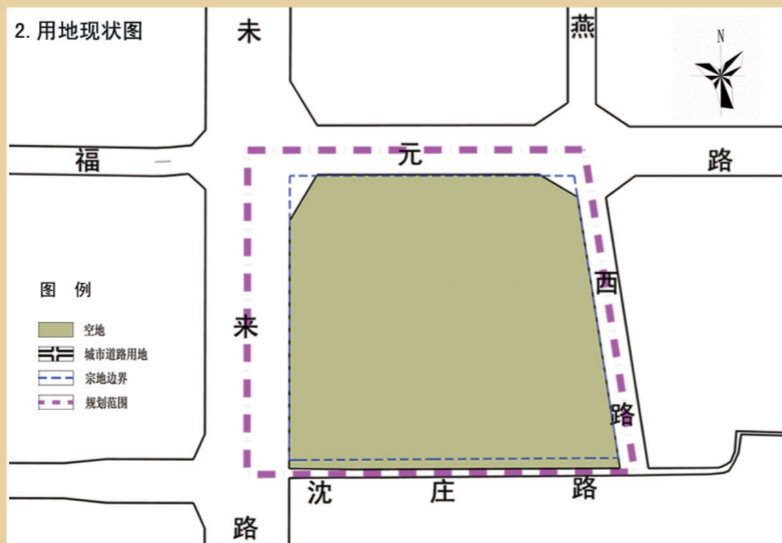 2. 用地现状图
未来路
燕西路
N
福元路
图 例
空地
城市道路用地
宗地边界
规划范围
沈庄路